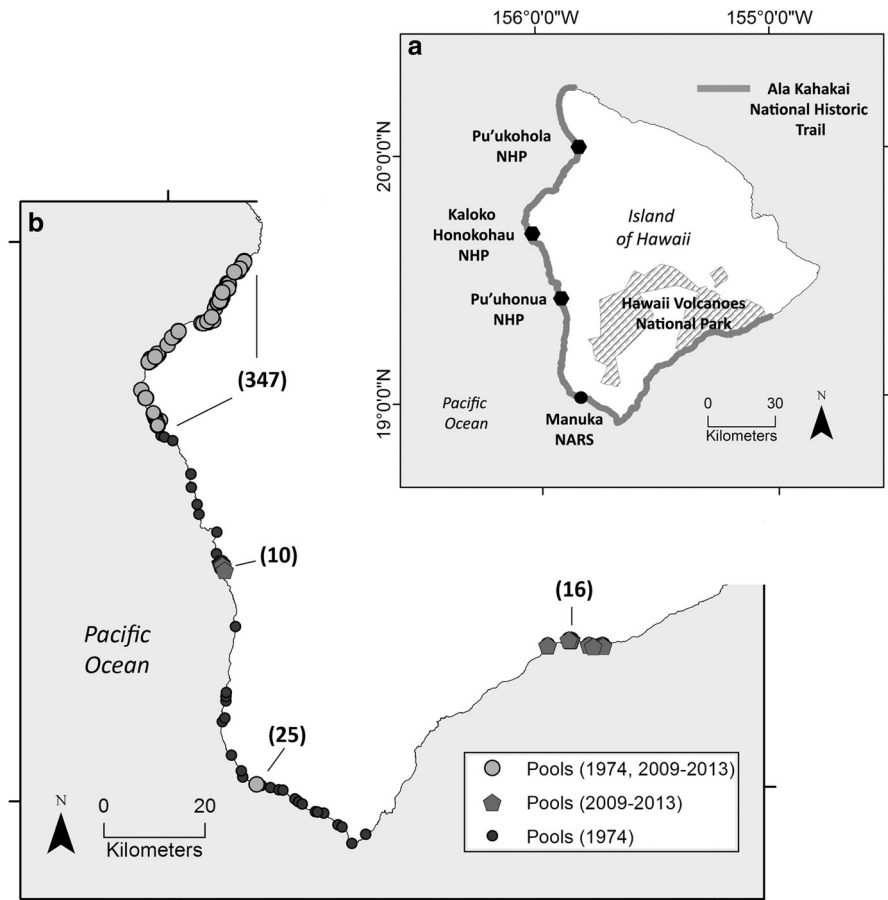 156°0'0"W
155°0'0"W
a
Ala Kahakai
National Historic
Trail
Pu'ukohola
NHP
20°0'0"N
Kaloko
Honokohau
NHP
Island
of Hawaii
Pu'uhonua
NHP
Hawaii Volcanoes
National Park
19°0'0"N
Pacific
Ocean
Manuka
NARS
0 30
Kilometers
N
b
(347)
(10)
(16)
Pacific
Ocean
(25)
N
0 20
Kilometers
Pools (1974, 2009-2013)
Pools (2009-2013)
Pools (1974)